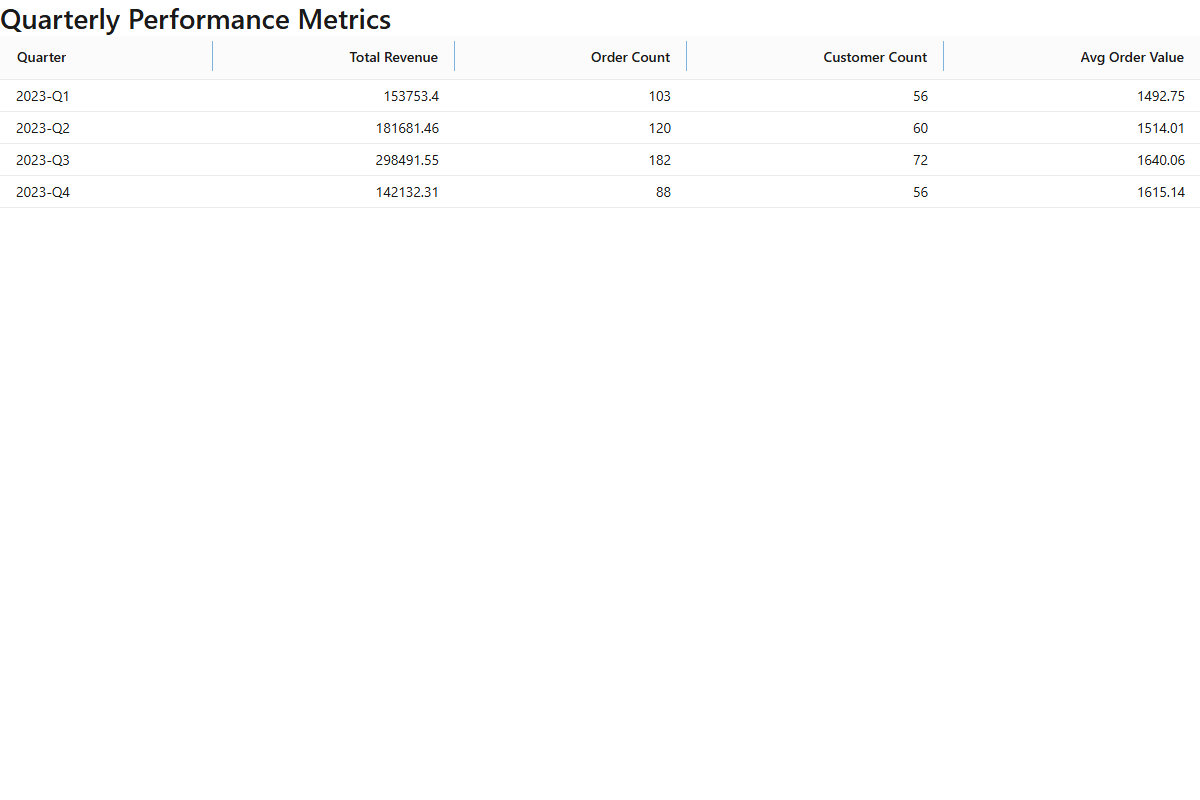 Quarterly Performance Metrics
Quarter Total Revenue Order Count Customer Count Avg Order Value
2023-Q1 153753.4 103 56 1492.75
2023-Q2 181681.46 120 60 1514.01
2023-Q3 298491.55 182 72 1640.06
2023-Q4 142132.31 88 56 1615.14